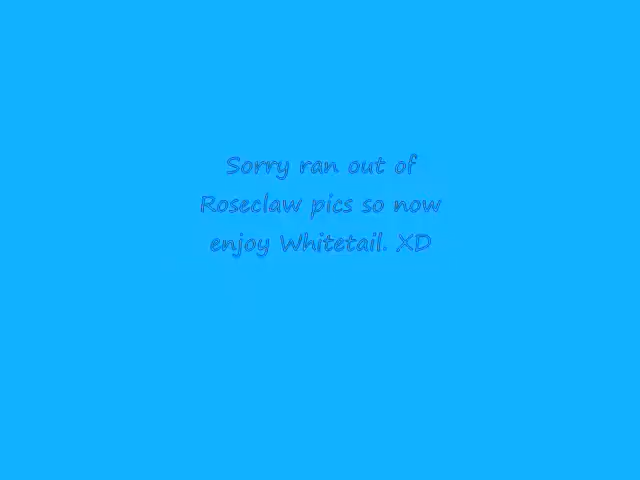 Sorry ran out of
Roseclaw pics so now
enjoy Whitetail. XD